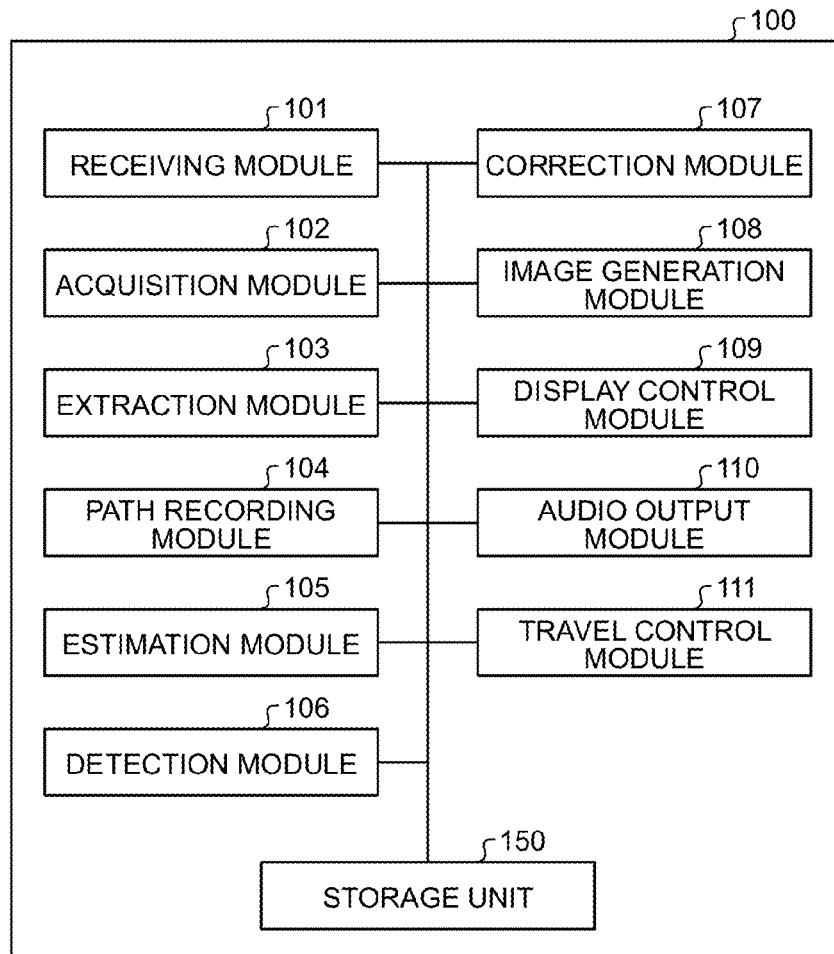 100
101
RECEIVING MODULE
107
CORRECTION MODULE
102
ACQUISITION MODULE
108
IMAGE GENERATION
MODULE
103
EXTRACTION MODULE
109
DISPLAY CONTROL
MODULE
104
PATH RECORDING
MODULE
110
AUDIO OUTPUT
MODULE
105
ESTIMATION MODULE
111
TRAVEL CONTROL
MODULE
106
DETECTION MODULE
150
STORAGE UNIT